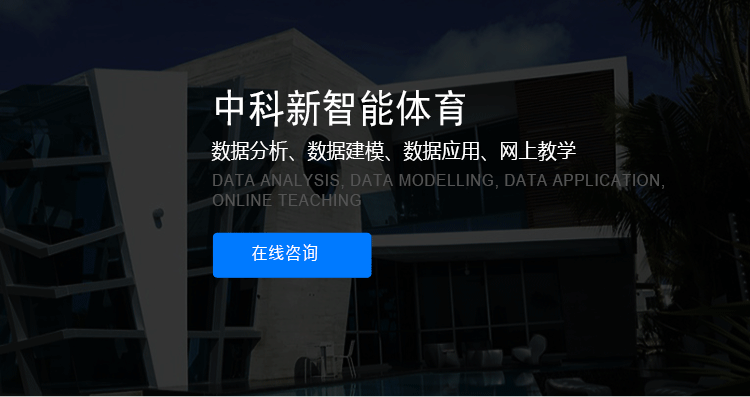 中科新智能体育
数据分析、数据建模、数据应用、网上教学
DATA ANALYSIS, DATA MODELLING, DATA APPLICATION,
ONLINE TEACHING
在线咨询